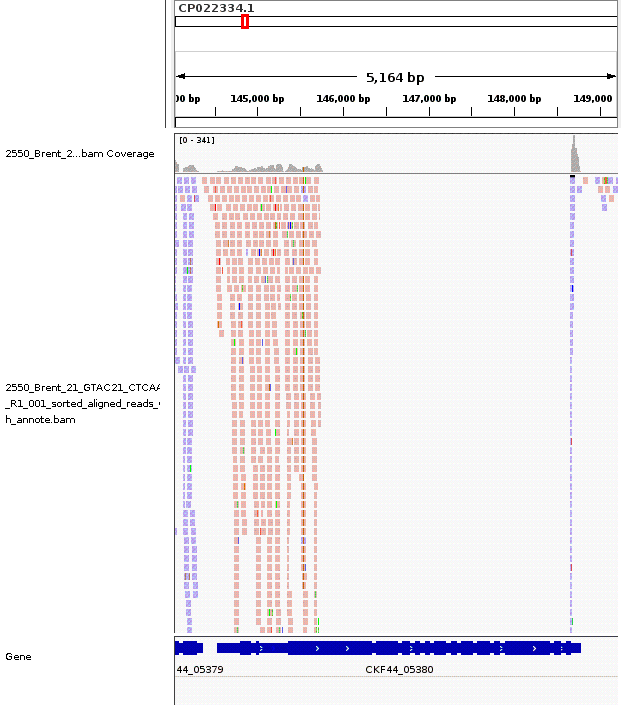 CP022334.1
5,164 bp
00 bp 145,000 bp 146,000 bp 147,000 bp 148,000 bp 149,000
[0 - 341]
2550_Brent_2...bam Coverage
2550_Brent_21_GTAC21_CTCAA
_R1_001_sorted_aligned_reads_
h_annote.bam
Gene
44_05379 CKF44_05380